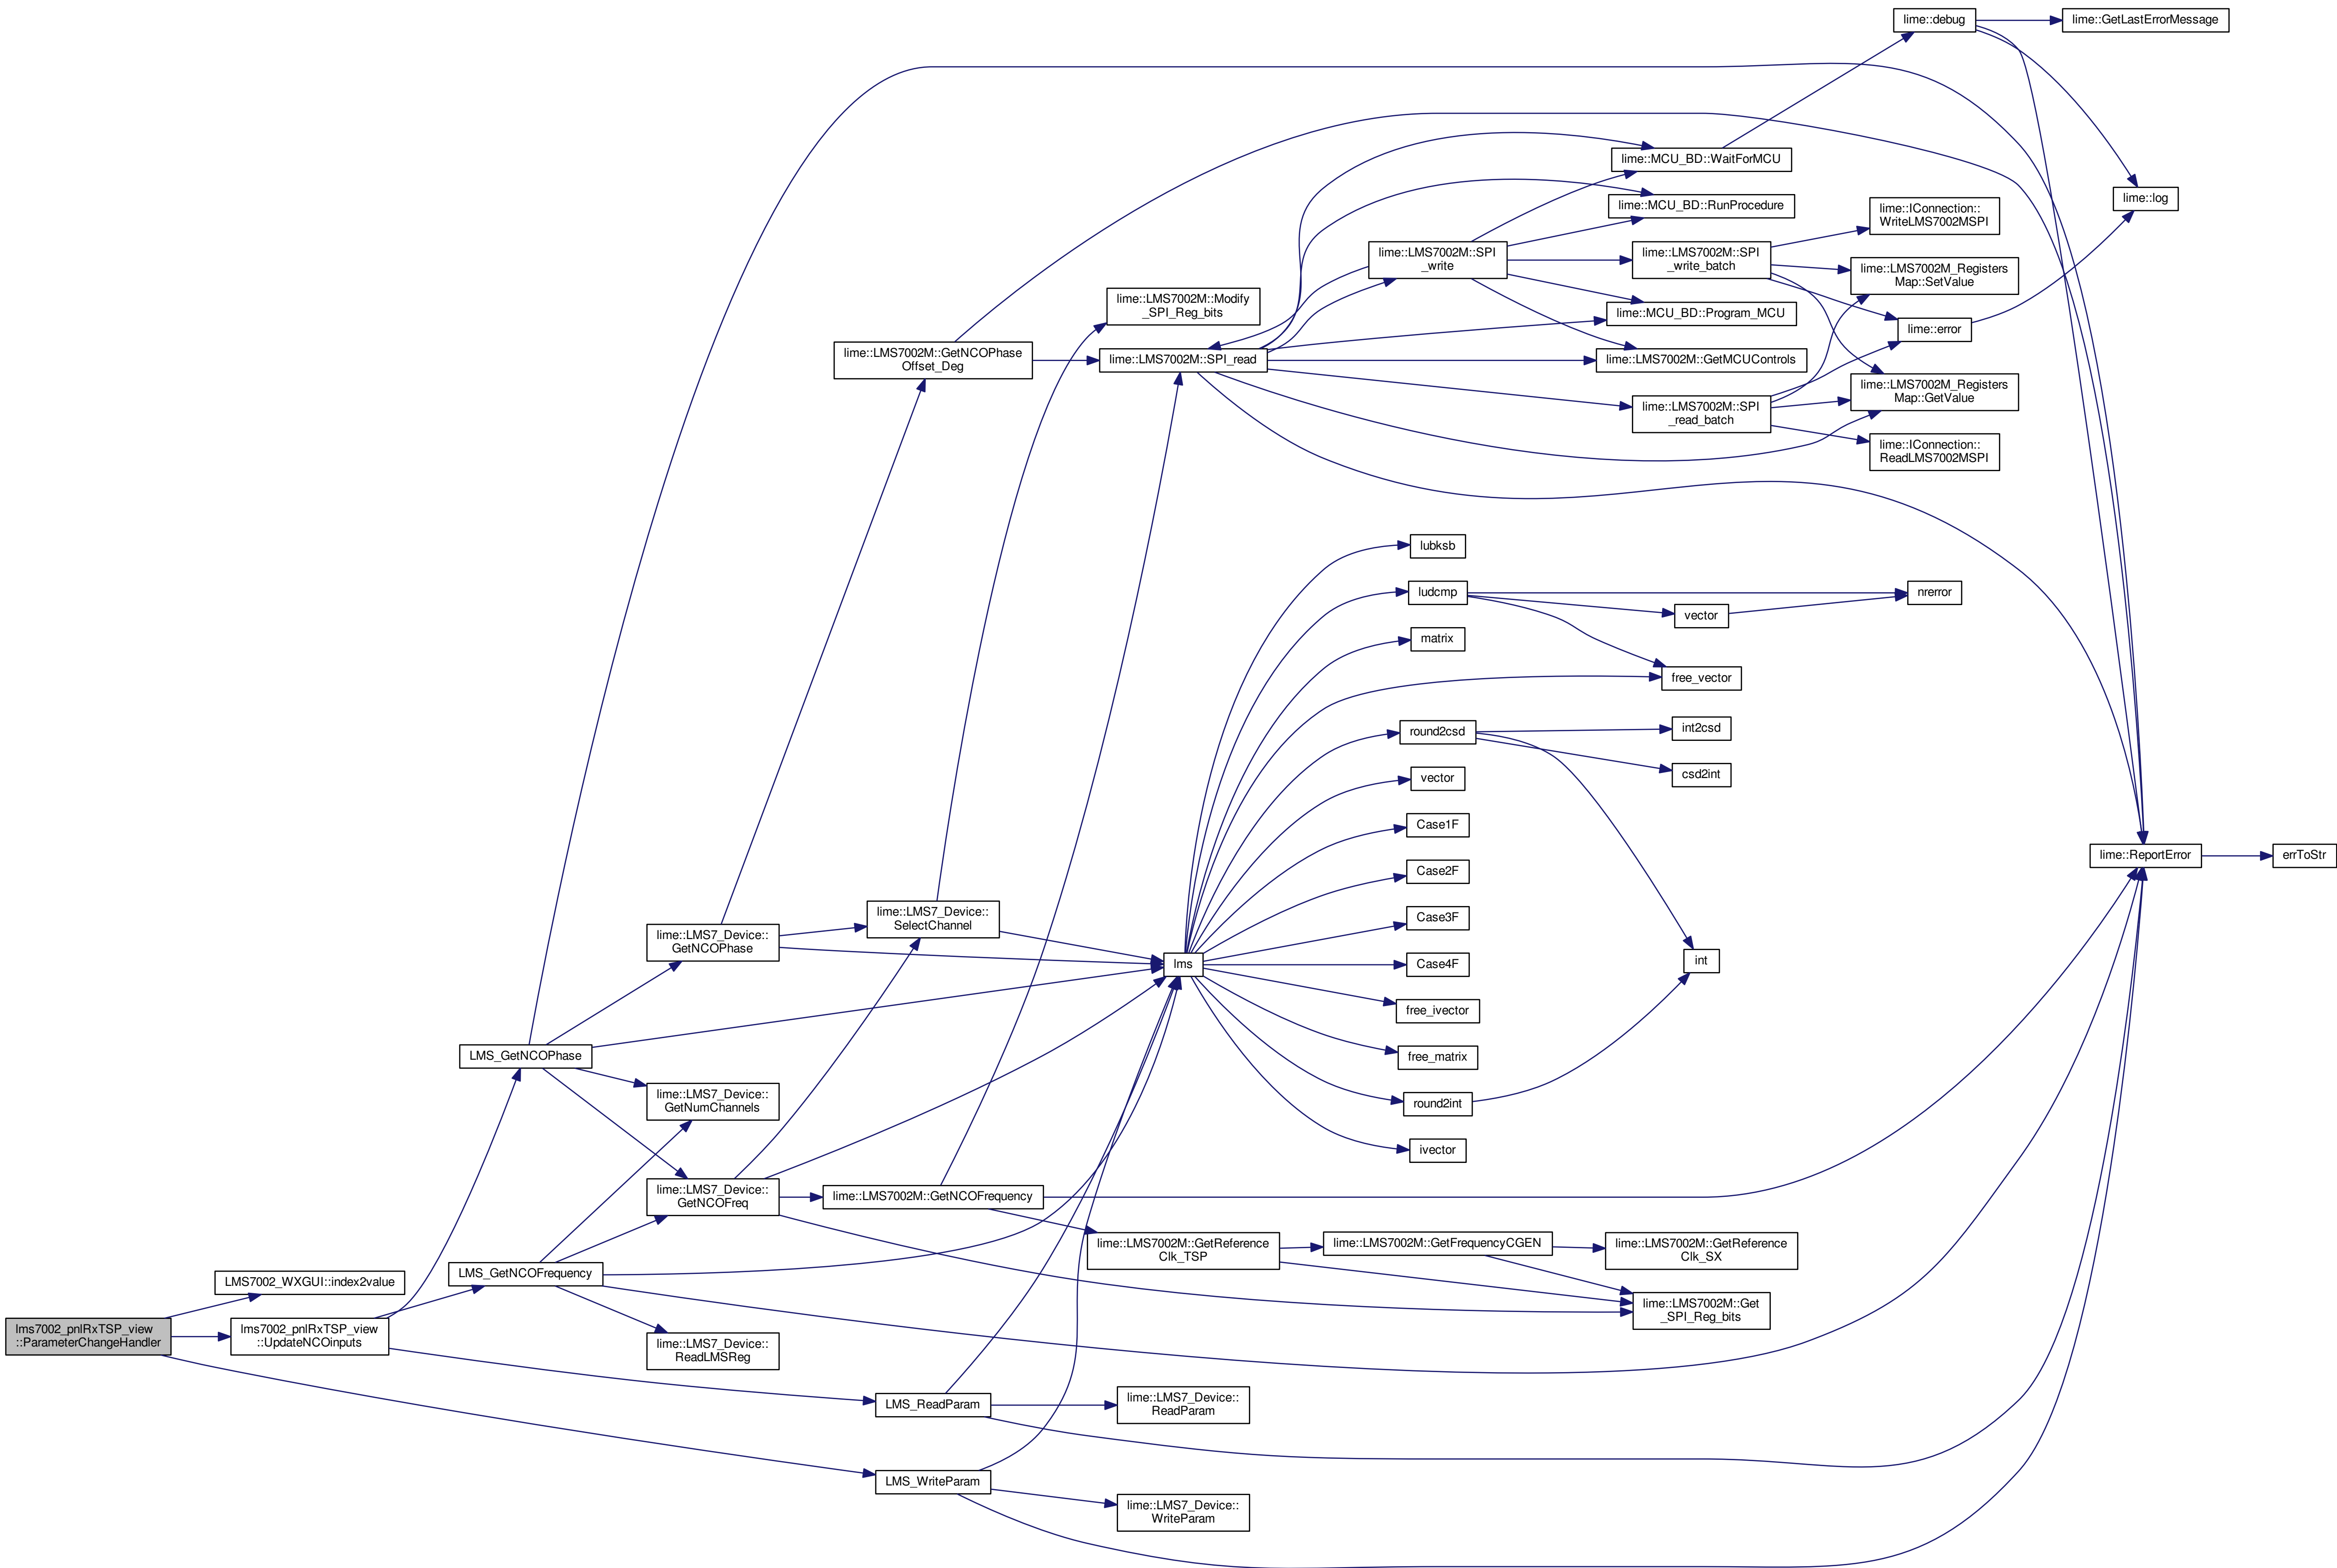 lime::debug
lime::GetLastErrorMessage
lime::MCU_BD::WaitForMCU
lime::MCU_BD::RunProcedure
lime::log
lime::IConnection::
WriteLMS7002MSPI
lime::LMS7002M::SPI
_write
lime::LMS7002M::SPI
_write_batch
lime::LMS7002M_Registers
Map::SetValue
lime::LMS7002M::Modify
_SPI_Reg_bits
lime::MCU_BD::Program_MCU
lime::error
lime::LMS7002M::GetNCOPhase
Offset_Deg
lime::LMS7002M::SPI_read
lime::LMS7002M::GetMCUControls
lime::LMS7002M_Registers
Map::GetValue
lime::LMS7002M::SPI
_read_batch
lime::IConnection::
ReadLMS7002MSPI
lubksb
ludcmp
nrerror
vector
matrix
free_vector
round2csd
int2csd
vector
csd2int
Case1F
lime::ReportError
errToStr
Case2F
lime::LMS7_Device::
SelectChannel
Case3F
lime::LMS7_Device::
GetNCOPhase
lms
Case4F
int
free_ivector
LMS_GetNCOPhase
free_matrix
lime::LMS7_Device::
GetNumChannels
round2int
ivector
lime::LMS7_Device::
GetNCOFreq
lime::LMS7002M::GetNCOFrequency
lime::LMS7002M::GetReference
Clk_TSP
lime::LMS7002M::GetFrequencyCGEN
lime::LMS7002M::GetReference
Clk_SX
LMS_GetNCOFrequency
LMS7002_WXGUI::index2value
lime::LMS7002M::Get
_SPI_Reg_bits
lms7002_pnlRxTSP_view
::ParameterChangeHandler
lms7002_pnlRxTSP_view
::UpdateNCOinputs
lime::LMS7_Device::
ReadLMSReg
LMS_ReadParam
lime::LMS7_Device::
ReadParam
LMS_WriteParam
lime::LMS7_Device::
WriteParam